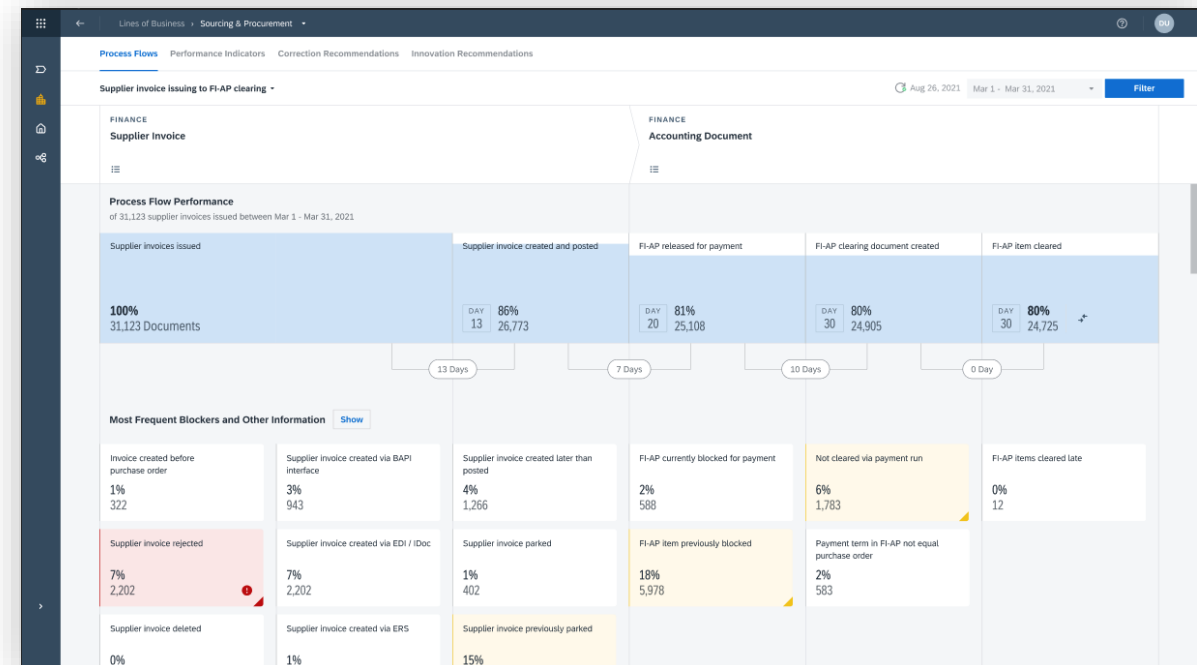 Lines of Business › Sourcing & Procurement
DU
Process Flows Performance Indicators Correction Recommendations Innovation Recommendations
Supplier invoice issuing to FI-AP clearing
Aug 26, 2021 Mar 1 - Mar 31, 2021 Filter
FINANCE
Supplier Invoice
FINANCE
Accounting Document
Process Flow Performance
of 31,123 supplier invoices issued between Mar 1 - Mar 31, 2021
Supplier invoices issued
100%
31,123 Documents
Supplier invoice created and posted
DAY 86%
13 26,773
FI-AP released for payment
DAY 81%
20 25,108
FI-AP clearing document created
DAY 80%
30 24,905
FI-AP item cleared
DAY 80%
30 24,725
13 Days
7 Days
10 Days
0 Day
Most Frequent Blockers and Other Information Show
Invoice created before
purchase order
1%
322
Supplier invoice created via BAPI
interface
3%
943
Supplier invoice created later than
posted
4%
1,266
FI-AP currently blocked for payment
2%
588
Not cleared via payment run
6%
1,783
FI-AP items cleared late
0%
12
Supplier invoice rejected
7%
2,202
Supplier invoice created via EDI / IDoc
7%
2,202
Supplier invoice parked
1%
402
FI-AP item previously blocked
18%
5,978
Payment term in FI-AP not equal
purchase order
2%
583
Supplier invoice deleted
0%
Supplier invoice created via ERS
1%
Supplier invoice previously parked
15%